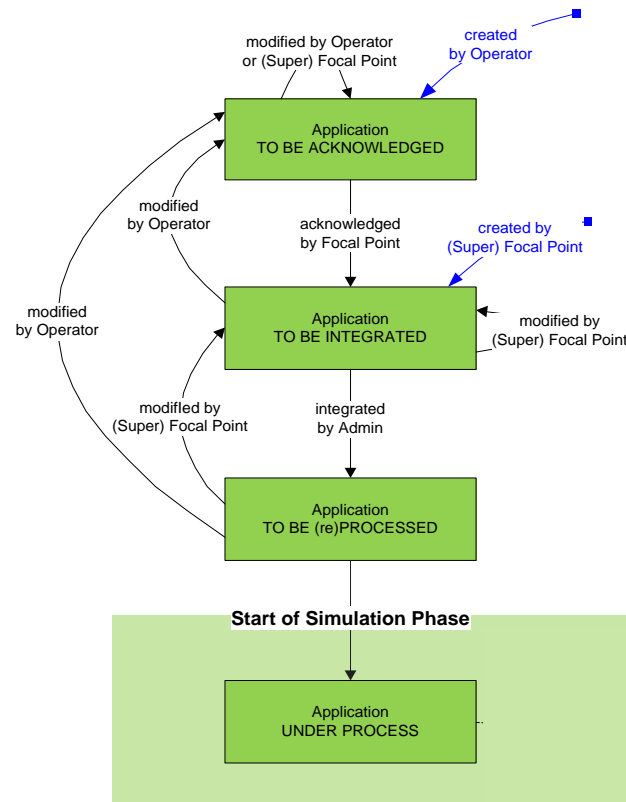 created
by Operator
modified by Operator
or (Super) Focal Point
Application
TO BE ACKNOWLEDGED
modified
by Operator
acknowledged
by Focal Point
created by
(Super) Focal Point
Application
TO BE INTEGRATED
modified
by Operator
modified by
(Super) Focal Point
modified by
(Super) Focal Point
integrated
by Admin
Application
TO BE (re)PROCESSED
Start of Simulation Phase
Application
UNDER PROCESS